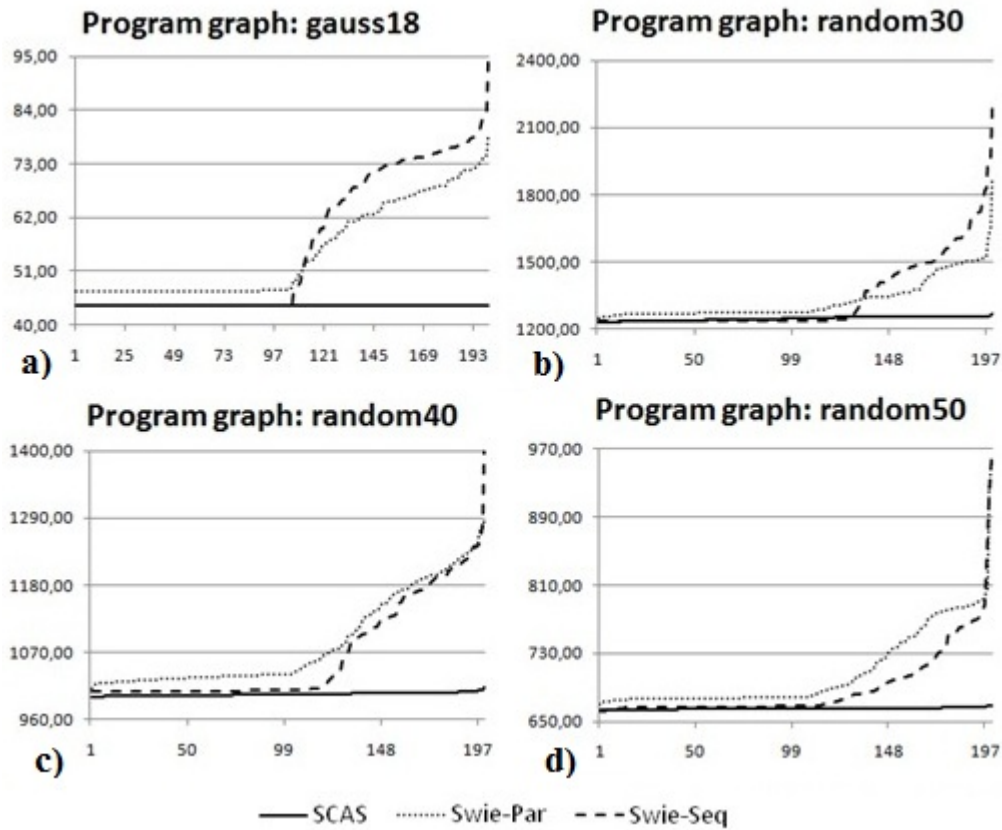 Program graph: gauss18
95,00
84,00
73,00
62,00
51,00
40,00
1 25 49 73 97 121 145 169 193
a)
Program graph: random30
2400,00
2100,00
1800,00
1500,00
1200,00
1 50 99 148 197
b)
Program graph: random40
1400,00
1290,00
1180,00
1070,00
960,00
1 50 99 148 197
c)
Program graph: random50
970,00
890,00
810,00
730,00
650,00
1 50 99 148 197
d)
SCAS Swie-Par Swie-Seq